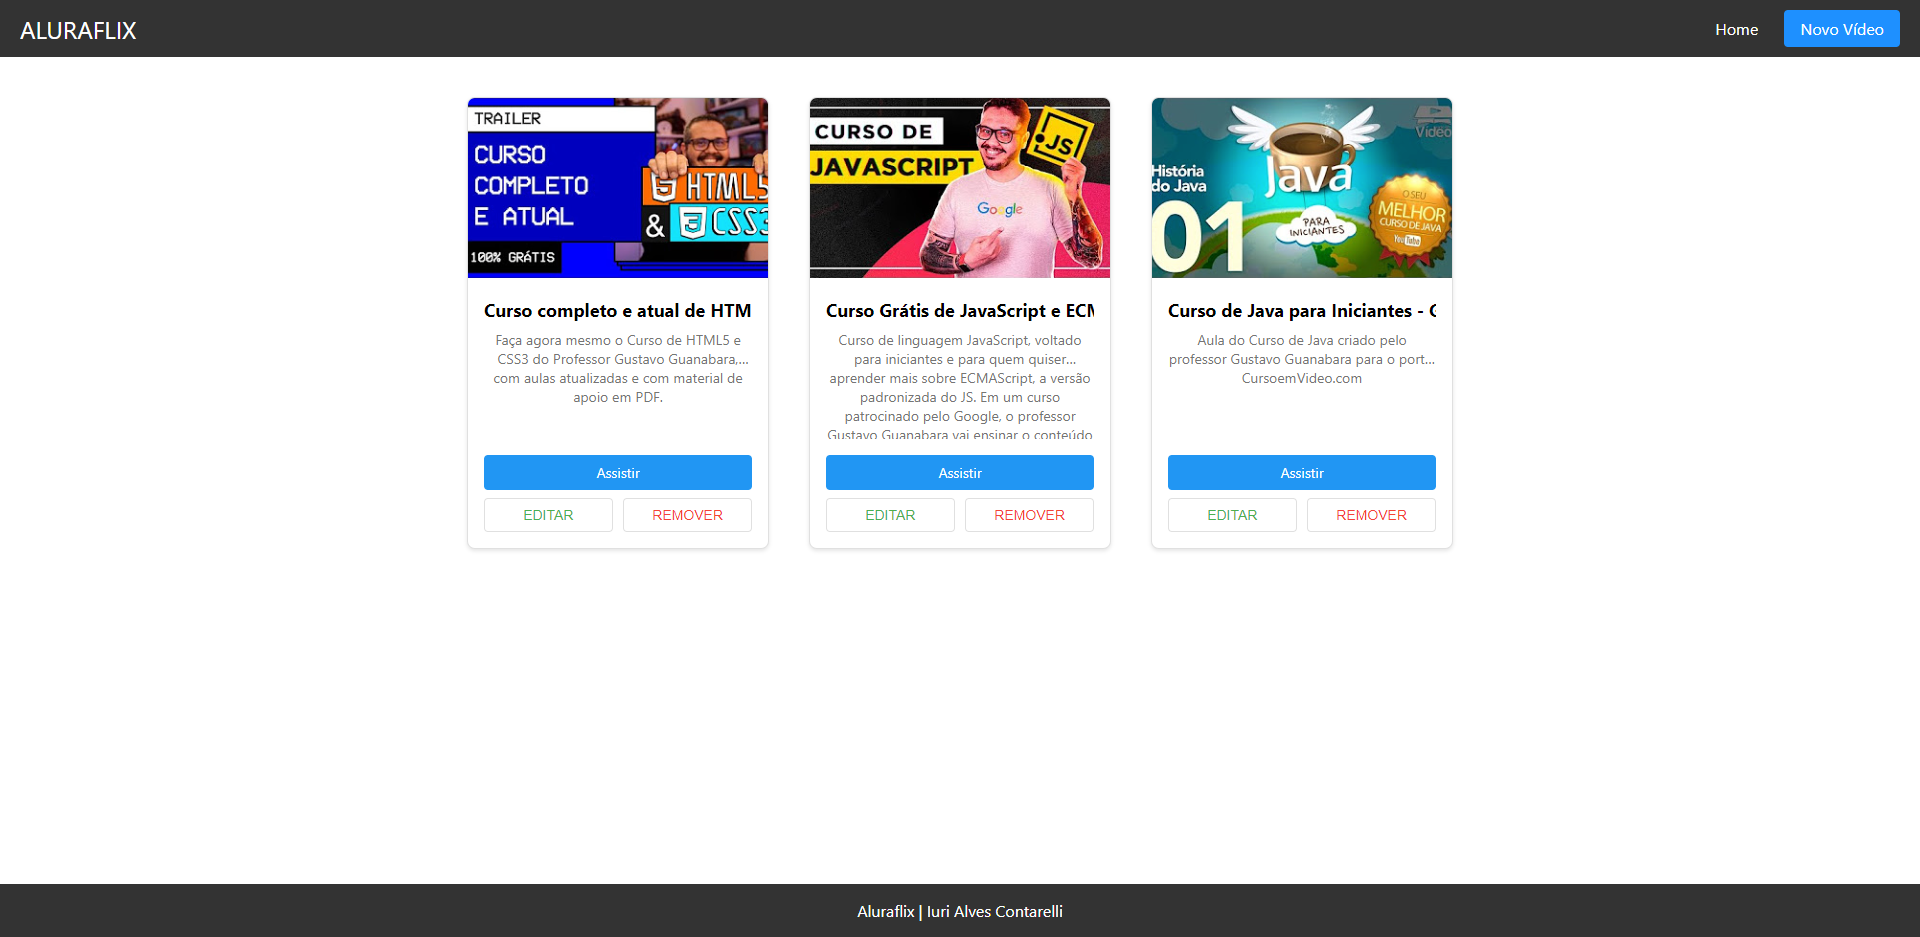 ALURAFLIX
Home
Novo Vídeo
TRAILER
CURSO
COMPLETO
E ATUAL
HTML5
& CSS3
100% GRÁTIS
CURSO DE
JAVASCRIPT
JS
Google
Vídeo
História
do Java
01
Java
PARA
INICIANTES
O SEU
MELHOR
CURSO DE JAVA
YouTube
Curso completo e atual de HTM
Faça agora mesmo o Curso de HTML5 e
CSS3 do Professor Gustavo Guanabara,...
com aulas atualizadas e com material de
apoio em PDF.
Assistir
EDITAR
REMOVER
Curso Grátis de JavaScript e ECM
Curso de linguagem JavaScript, voltado
para iniciantes e para quem quiser...
aprender mais sobre ECMAScript, a versão
padronizada do JS. Em um curso
patrocinado pelo Google, o professor
Gustavo Guanabara vai ensinar o conteúdo
Assistir
EDITAR
REMOVER
Curso de Java para Iniciantes - G
Aula do Curso de Java criado pelo
professor Gustavo Guanabara para o port...
CursoemVideo.com
Assistir
EDITAR
REMOVER
Aluraflix | Iuri Alves Contarelli